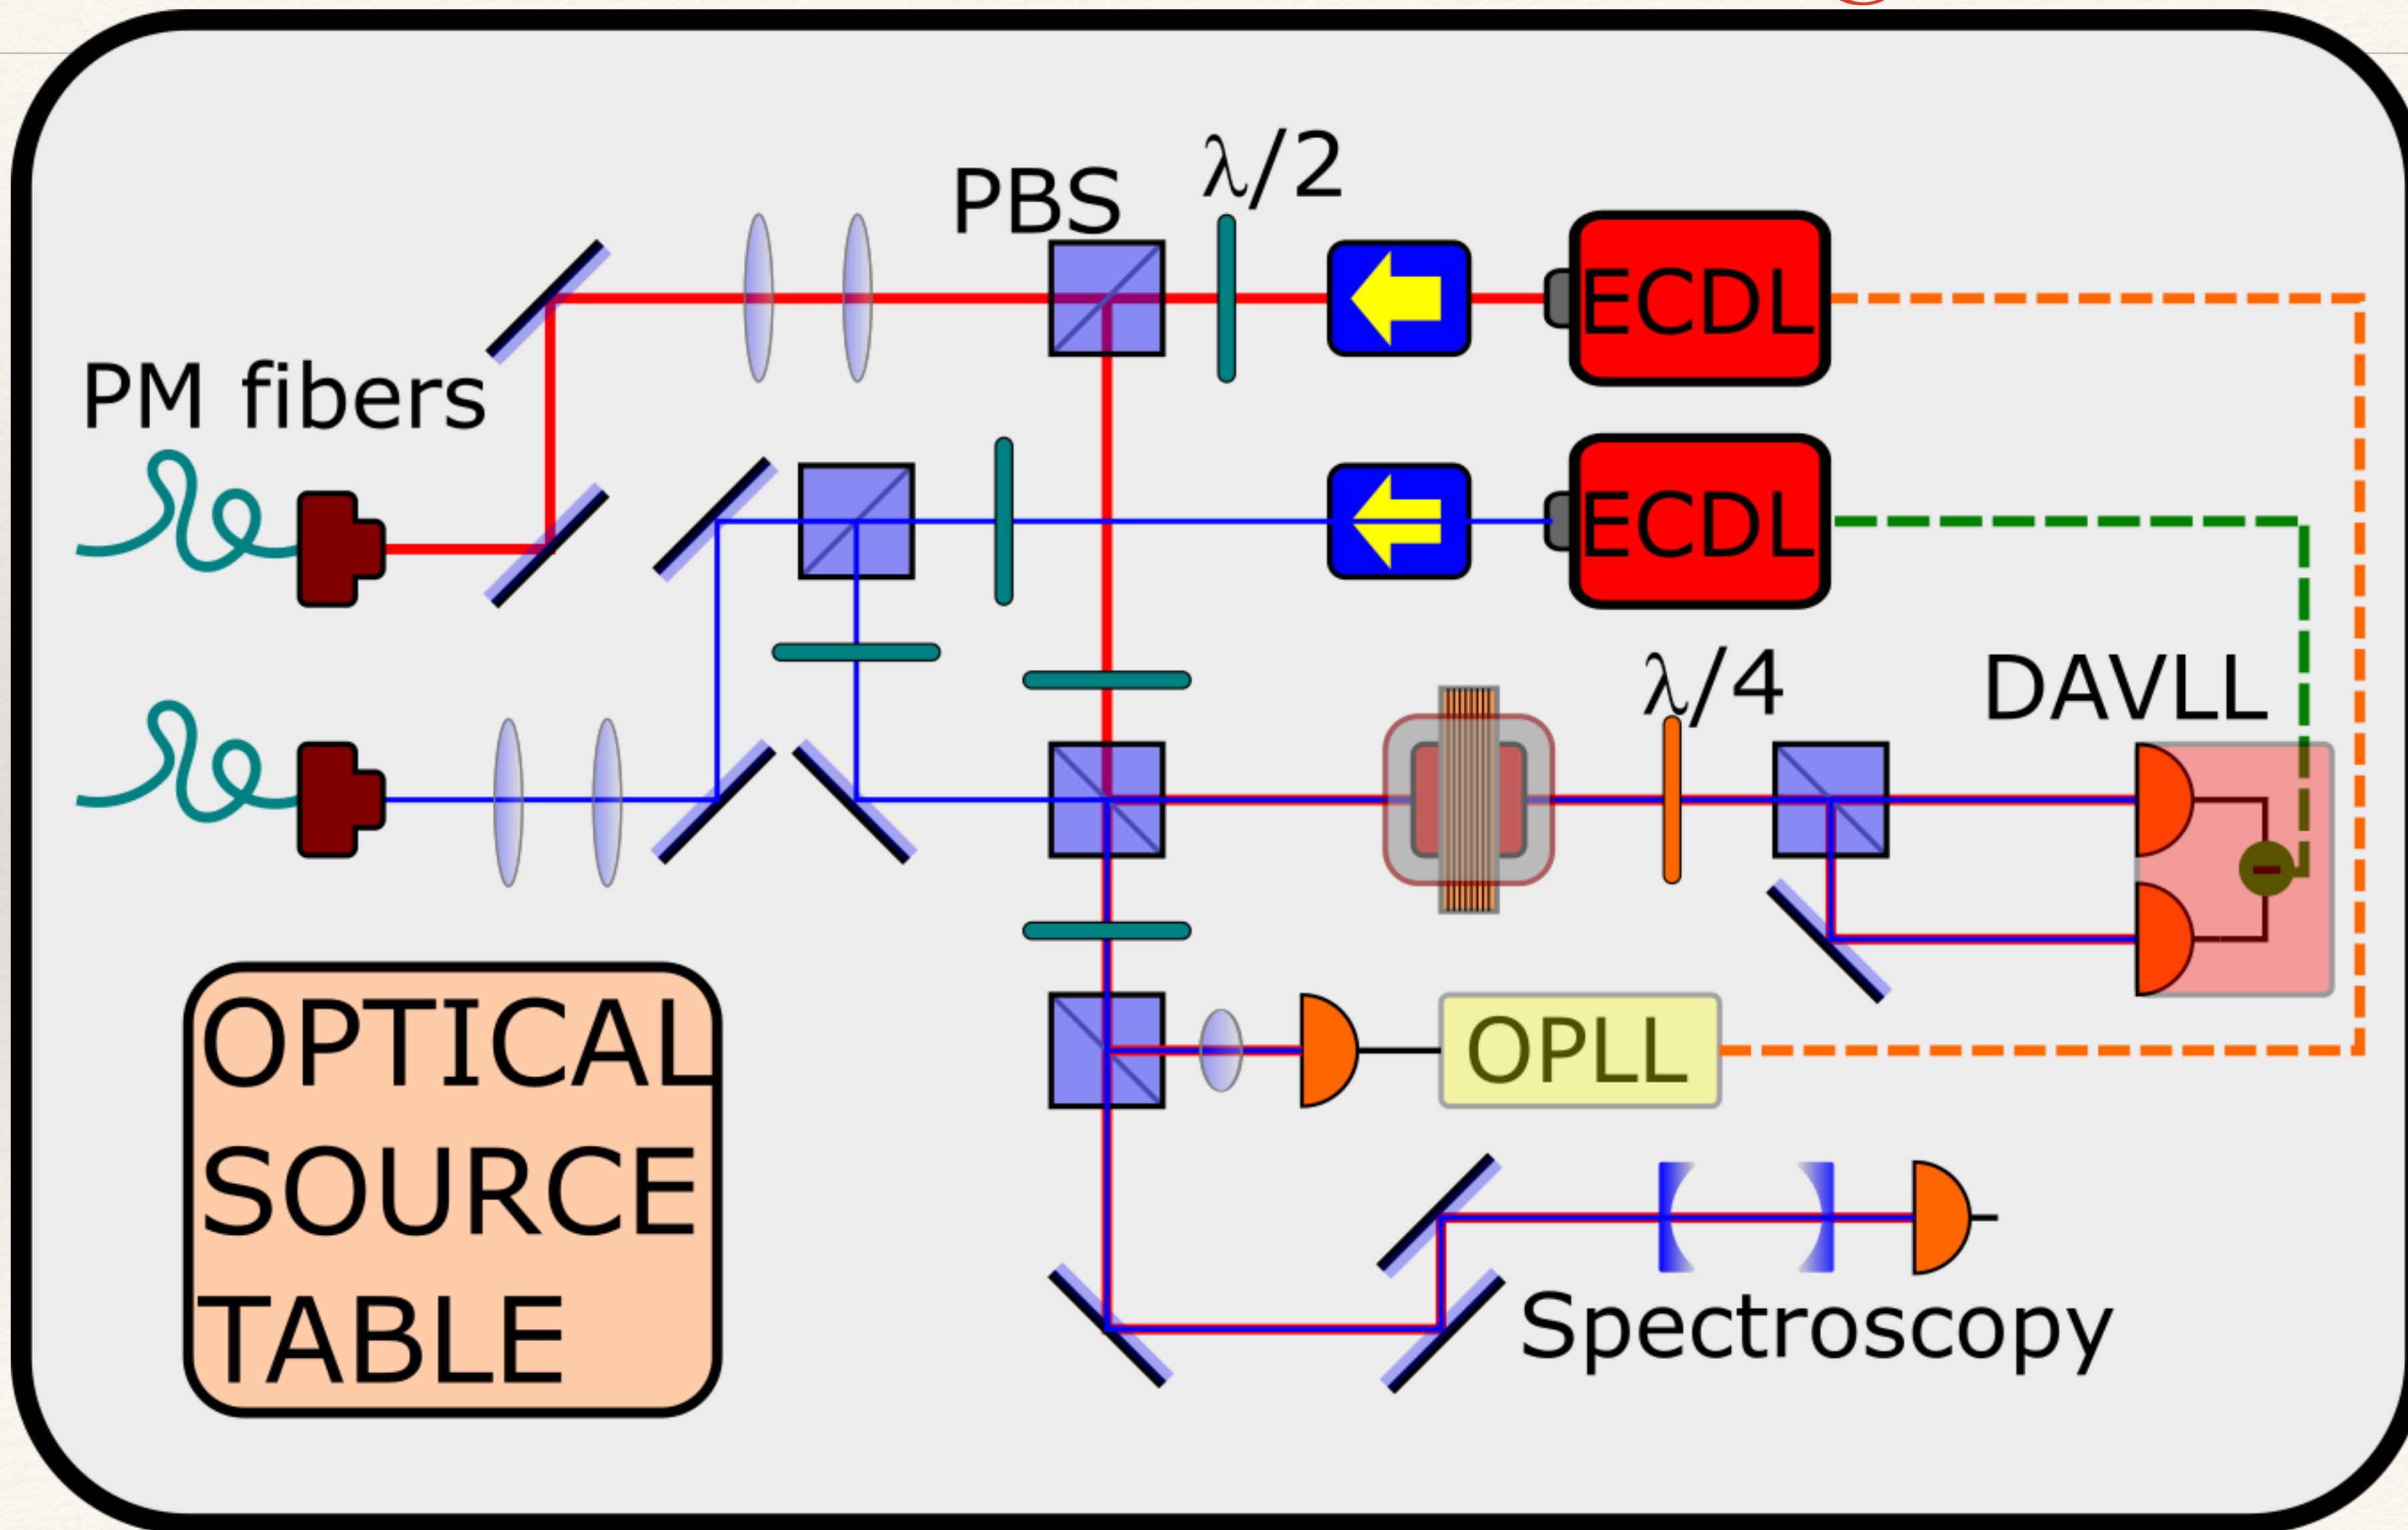 λ/2
PBS
ECDL
PM fibers
ECDL
λ/4
DAVLL
OPLL
OPTICAL
SOURCE
TABLE
Spectroscopy